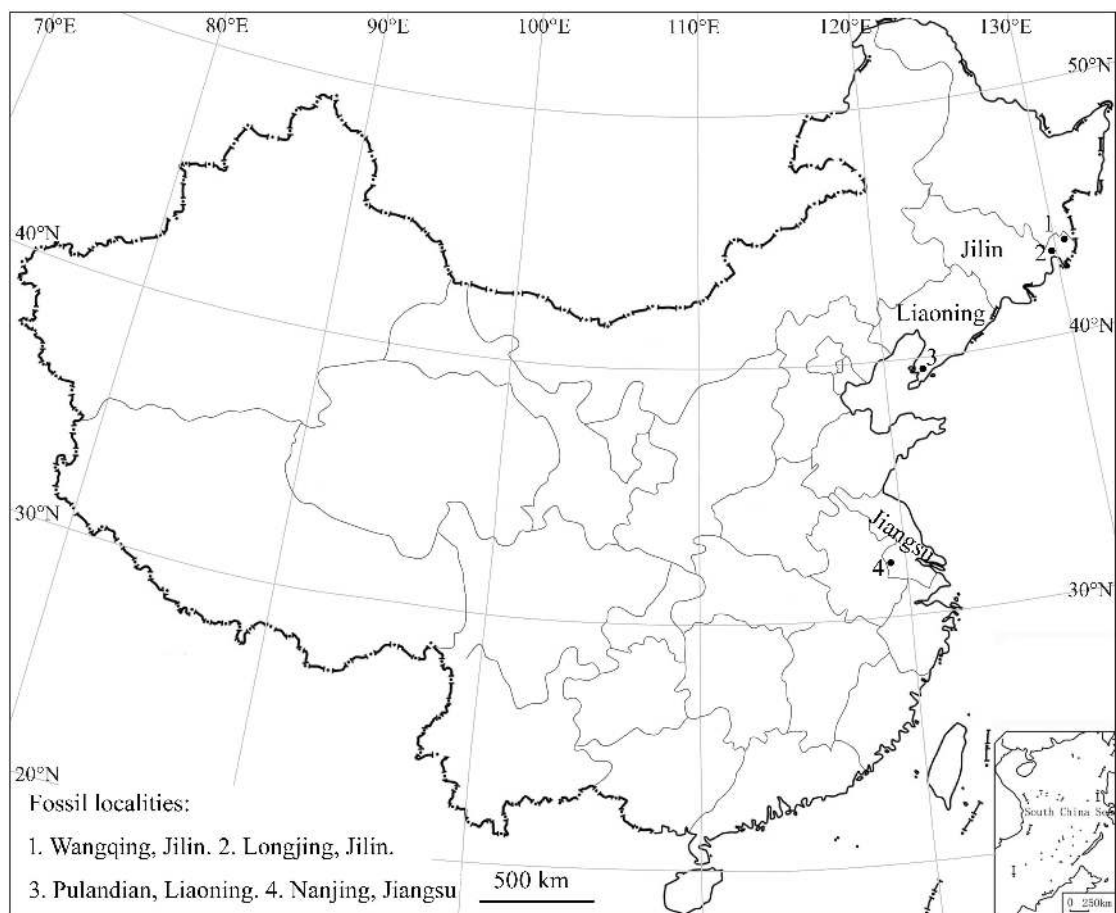 70°E 80°E 90°E 100°E 110°E 120°E 130°E
50°N
40°N
1
Jilin
2
Liaoning
40°N
3
30°N
Jiangsu
4
30°N
20°N
Fossil localities:
1. Wangqing, Jilin. 2. Longjing, Jilin.
3. Pulandian, Liaoning. 4. Nanjing, Jiangsu
500 km
South China Se
0 250km